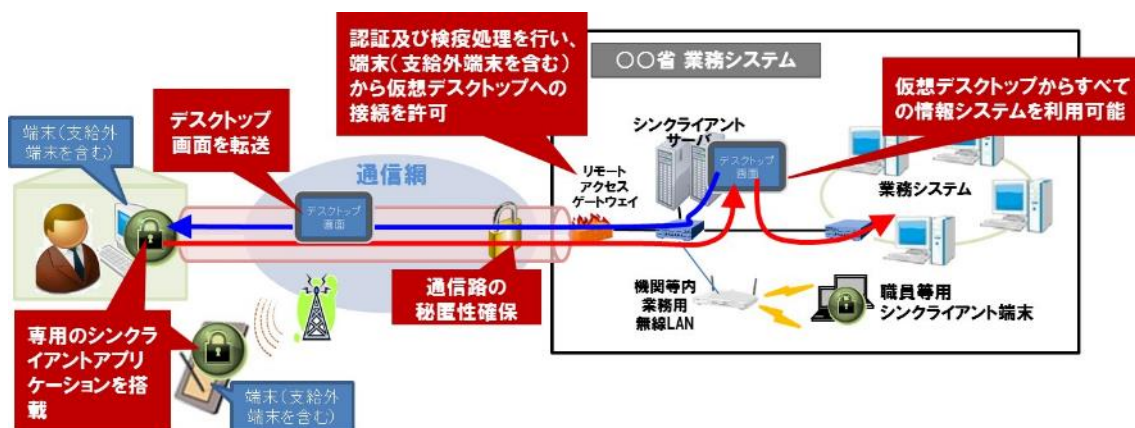 認証及び検疫処理を行い、
端末(支給外端末を含む)
から仮想デスクトップへの
接続を許可
〇〇省 業務システム
仮想デスクトップからすべて
の情報システムを利用可能
デスクトップ
画面を転送
端末(支給外
端末を含む)
通信網
シンクライアント
サーバ
デスクトップ
画面
リモート
アクセス
ゲートウェイ
業務システム
デスクトップ
画面
通信路の
秘匿性確保
機関等内
業務用
無線LAN
職員等用
シンクライアント端末
専用のシンクラ
イアントアプリ
ケーションを搭
載
端末(支給外
端末を含む)